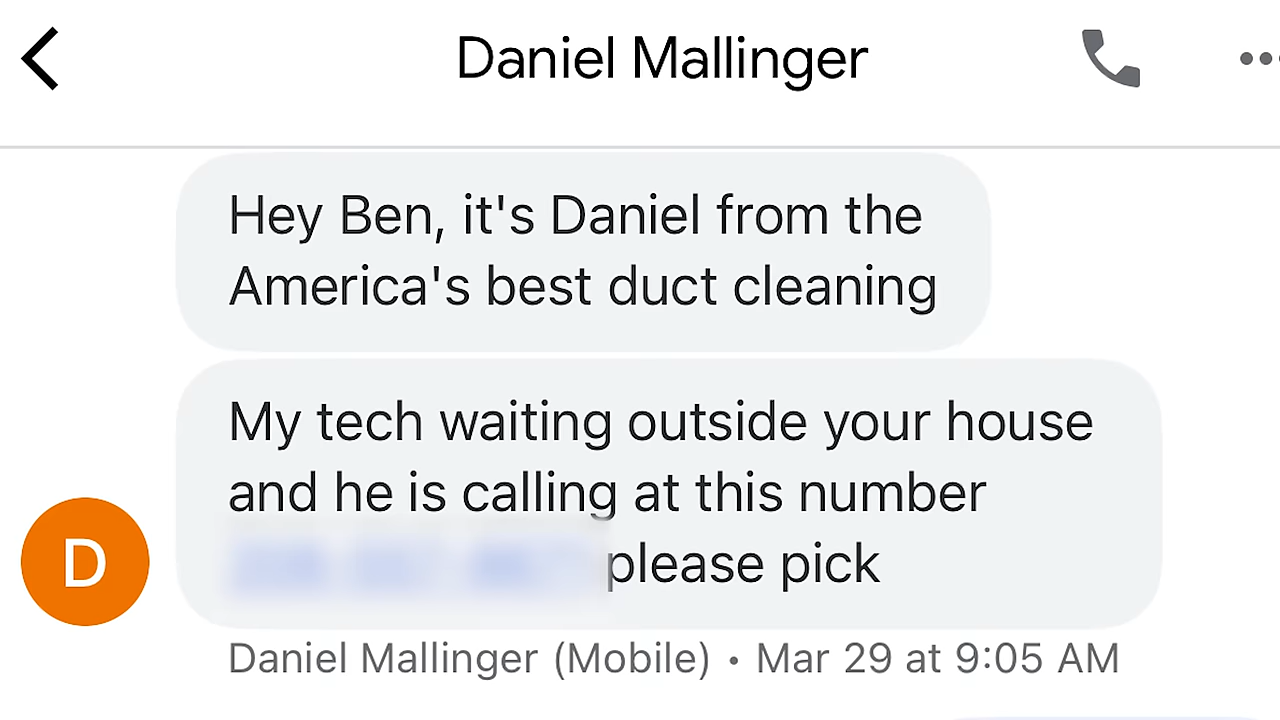 Daniel Mallinger
Hey Ben, it's Daniel from the
America's best duct cleaning
My tech waiting outside your house
and he is calling at this number
please pick
D
Daniel Mallinger (Mobile) • Mar 29 at 9:05 AM